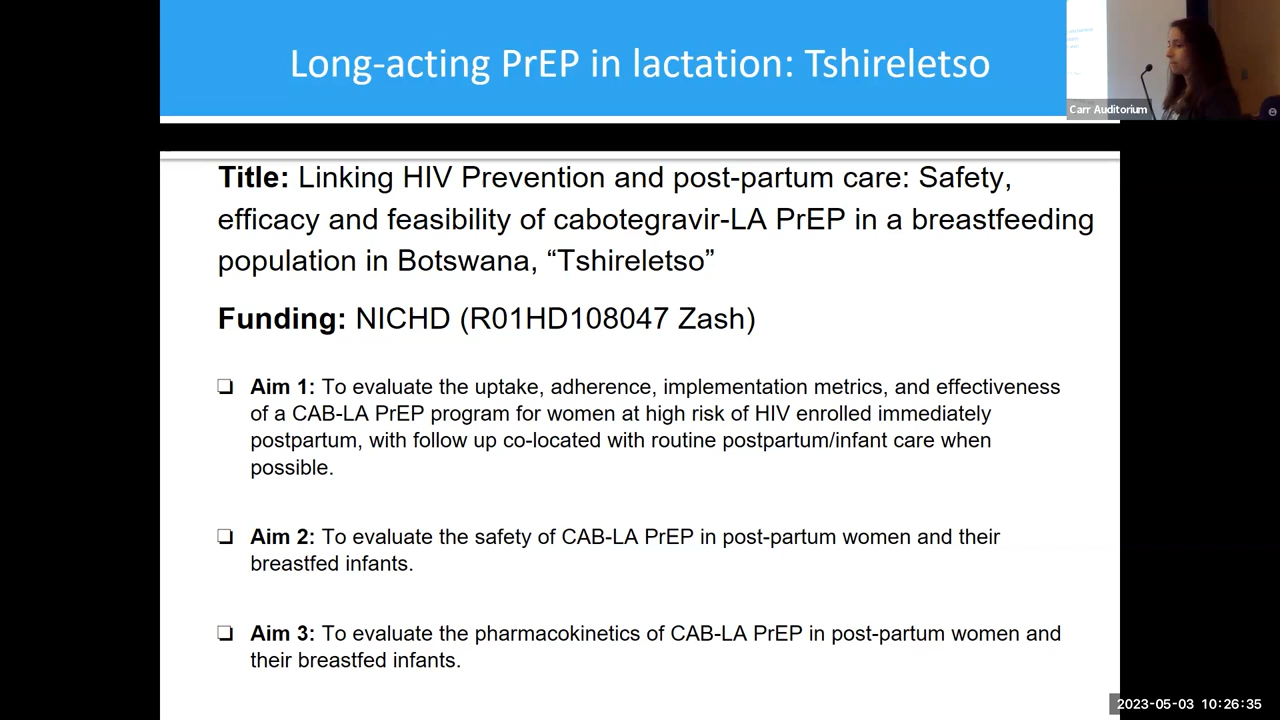 Long-acting PrEP in lactation: Tshireletso
Carr Auditorium
Title: Linking HIV Prevention and post-partum care: Safety,
efficacy and feasibility of cabotegravir-LA PrEP in a breastfeeding
population in Botswana, “Tshireletso”
Funding: NICHD (R01HD108047 Zash)
❑ Aim 1: To evaluate the uptake, adherence, implementation metrics, and effectiveness
of a CAB-LA PrEP program for women at high risk of HIV enrolled immediately
postpartum, with follow up co-located with routine postpartum/infant care when
possible.
❑ Aim 2: To evaluate the safety of CAB-LA PrEP in post-partum women and their
breastfed infants.
❑ Aim 3: To evaluate the pharmacokinetics of CAB-LA PrEP in post-partum women and
their breastfed infants.
2023-05-03 10:26:35